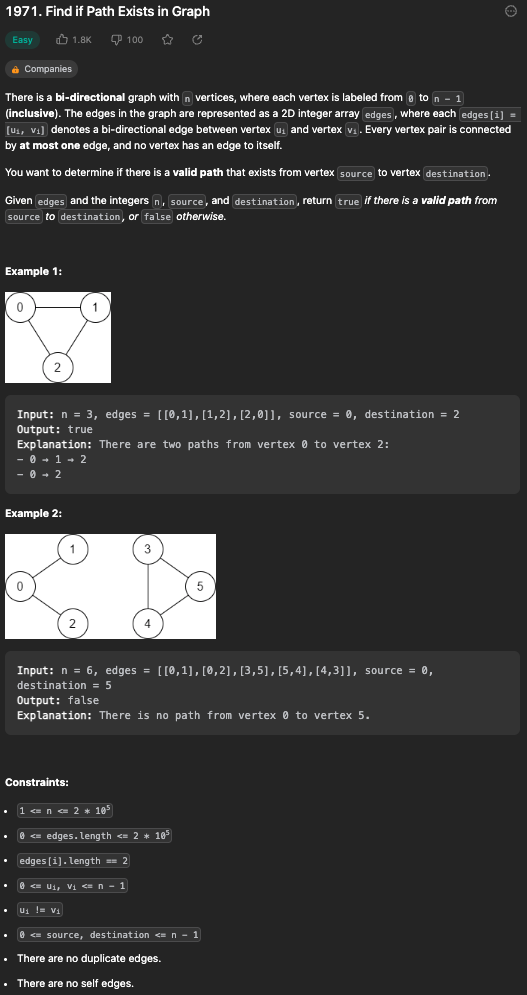 1971. Find if Path Exists in Graph
Easy 1.8K 100
Companies
There is a bi-directional graph with n vertices, where each vertex is labeled from 0 to n - 1
(inclusive). The edges in the graph are represented as a 2D integer array edges, where each edges[i] =
[ui, vi] denotes a bi-directional edge between vertex ui and vertex vi. Every vertex pair is connected
by at most one edge, and no vertex has an edge to itself.
You want to determine if there is a valid path that exists from vertex source to vertex destination.
Given edges and the integers n, source, and destination, return true if there is a valid path from
source to destination, or false otherwise.
Example 1:
0 1
2
Input: n = 3, edges = [[0,1],[1,2],[2,0]], source = 0, destination = 2
Output: true
Explanation: There are two paths from vertex 0 to vertex 2:
- 0 → 1 → 2
- 0 → 2
Example 2:
1 3
0 5
2 4
Input: n = 6, edges = [[0,1],[0,2],[3,5],[5,4],[4,3]], source = 0,
destination = 5
Output: false
Explanation: There is no path from vertex 0 to vertex 5.
Constraints:
• 1 <= n <= 2 * 10⁵
• 0 <= edges.length <= 2 * 10⁵
• edges[i].length == 2
• 0 <= ui, vi <= n - 1
• ui != vi
• 0 <= source, destination <= n - 1
• There are no duplicate edges.
• There are no self edges.